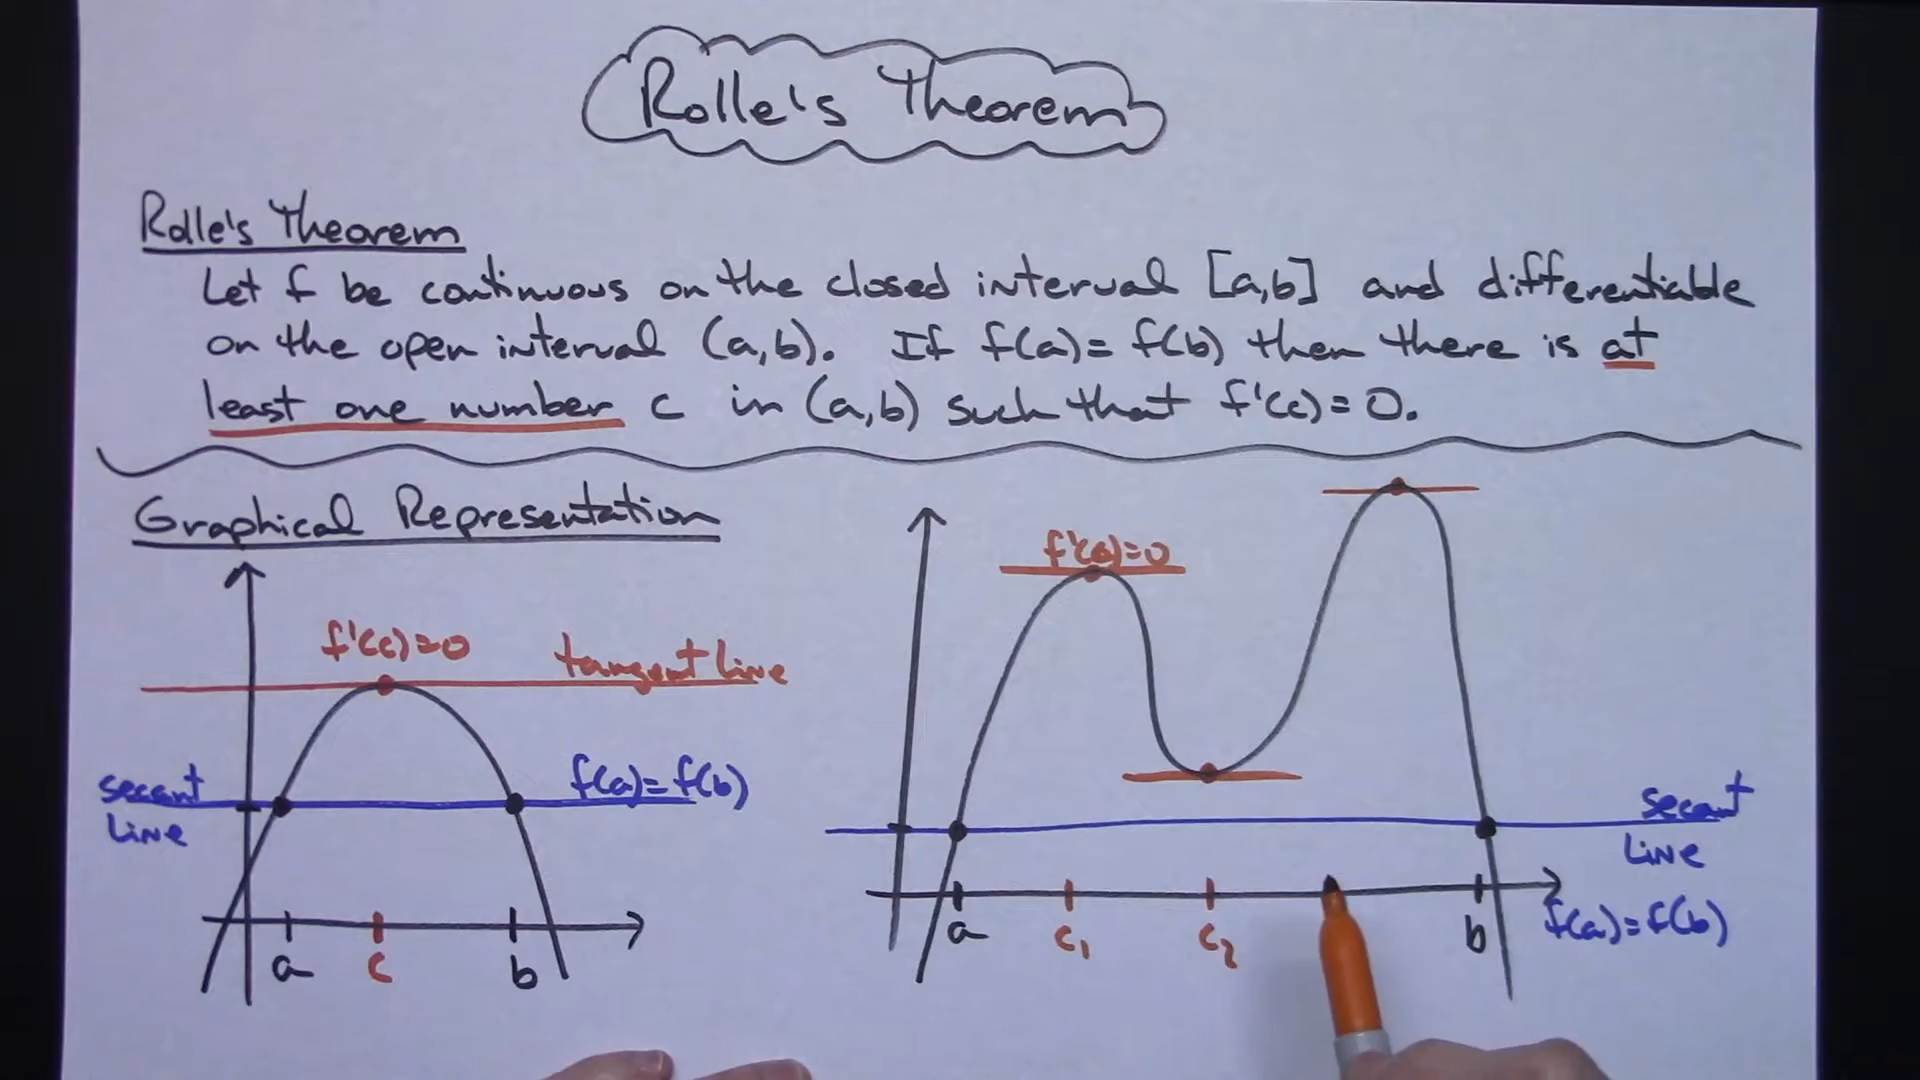 Rolle's Theorem
Rolle's Theorem
Let f be continuous on the closed interval [a,b] and differentiable
on the open interval (a,b). If f(a)= f(b) then there is at
least one number c in (a,b) such that f'(c)=0.
Graphical Representation
f'(c)=0
tangent line
secant
line
f(a)=f(b)
a
c
b
f'(c)=0
secant
line
a
c₁
c₂
b
f(a)=f(b)